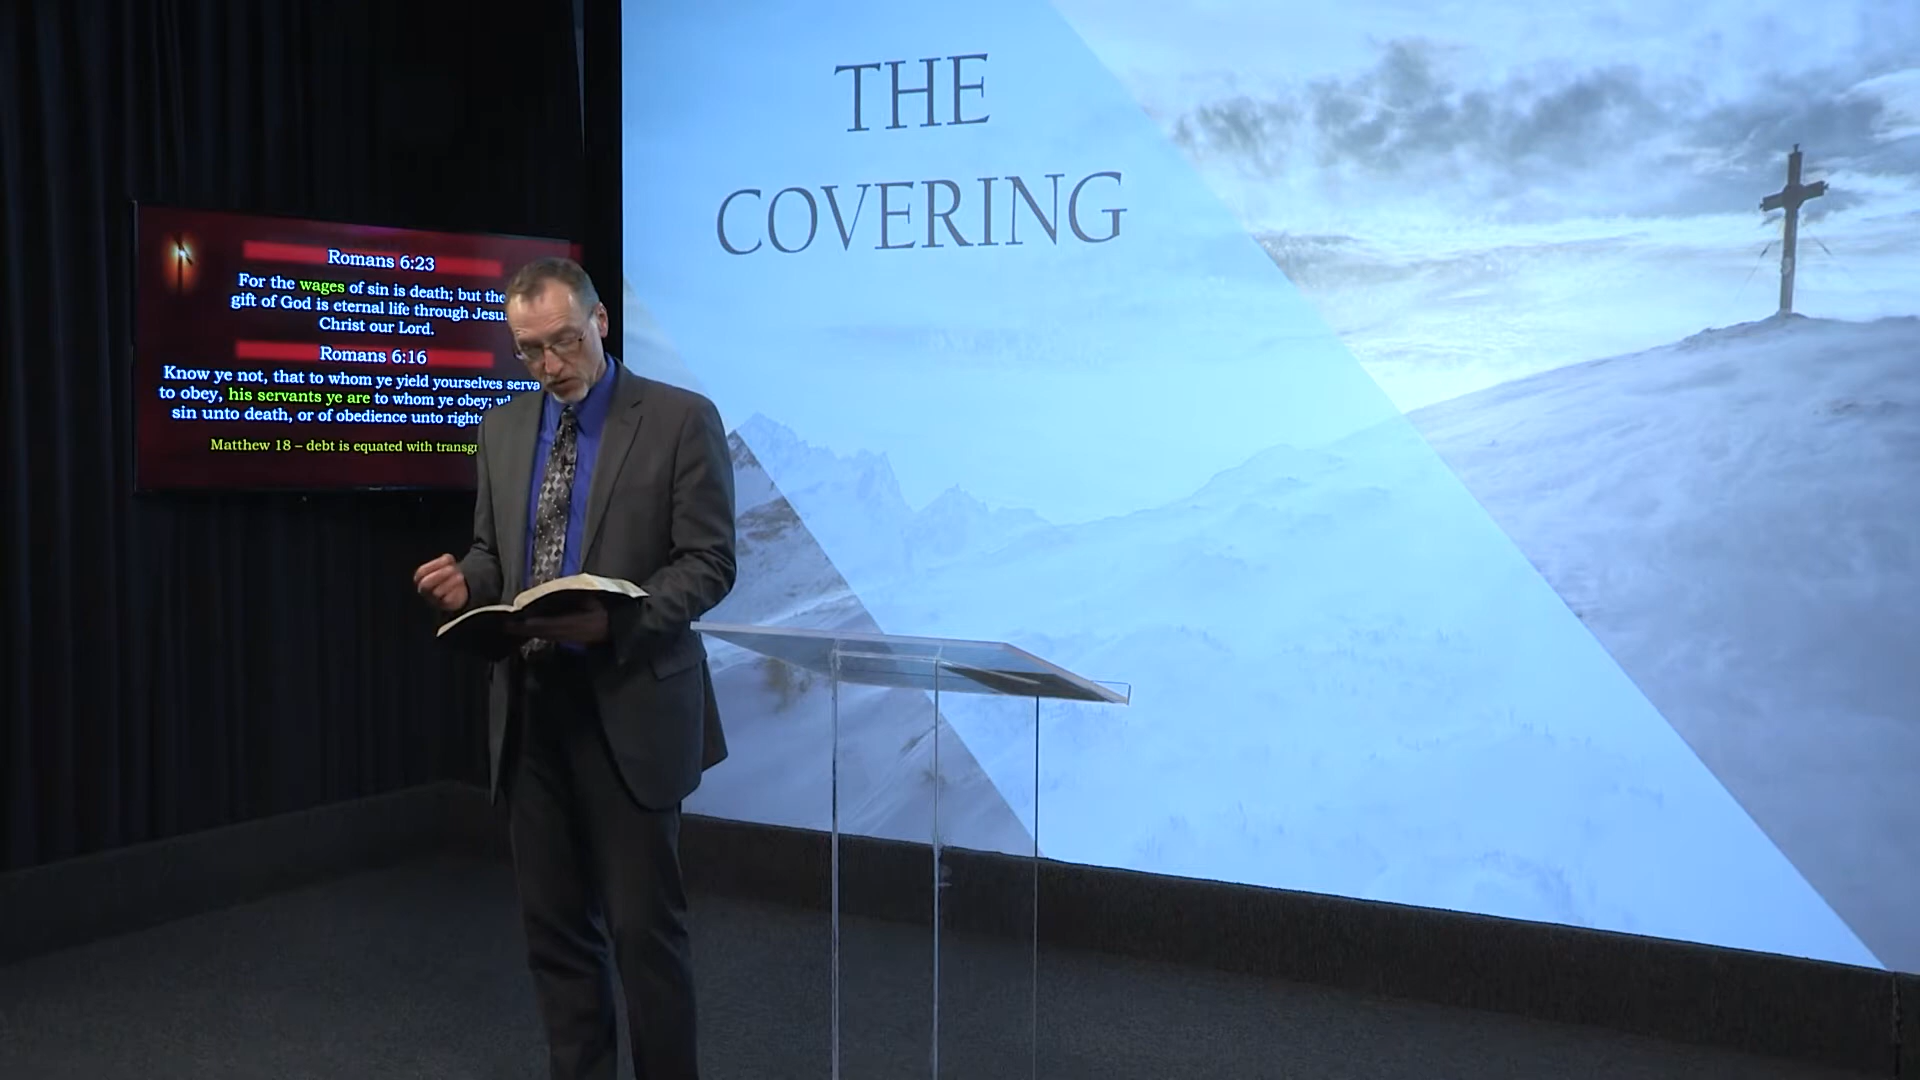 THE
COVERING
Romans 6:23
For the wages of sin is death; but the
gift of God is eternal life through
Christ our Lord.
Romans 6:16
Know ye not, that to whom ye yield yourselves
to obey, his servants ye are to whom ye obey;
sin unto death, or of obedience unto
Matthew 18 – debt is equated with